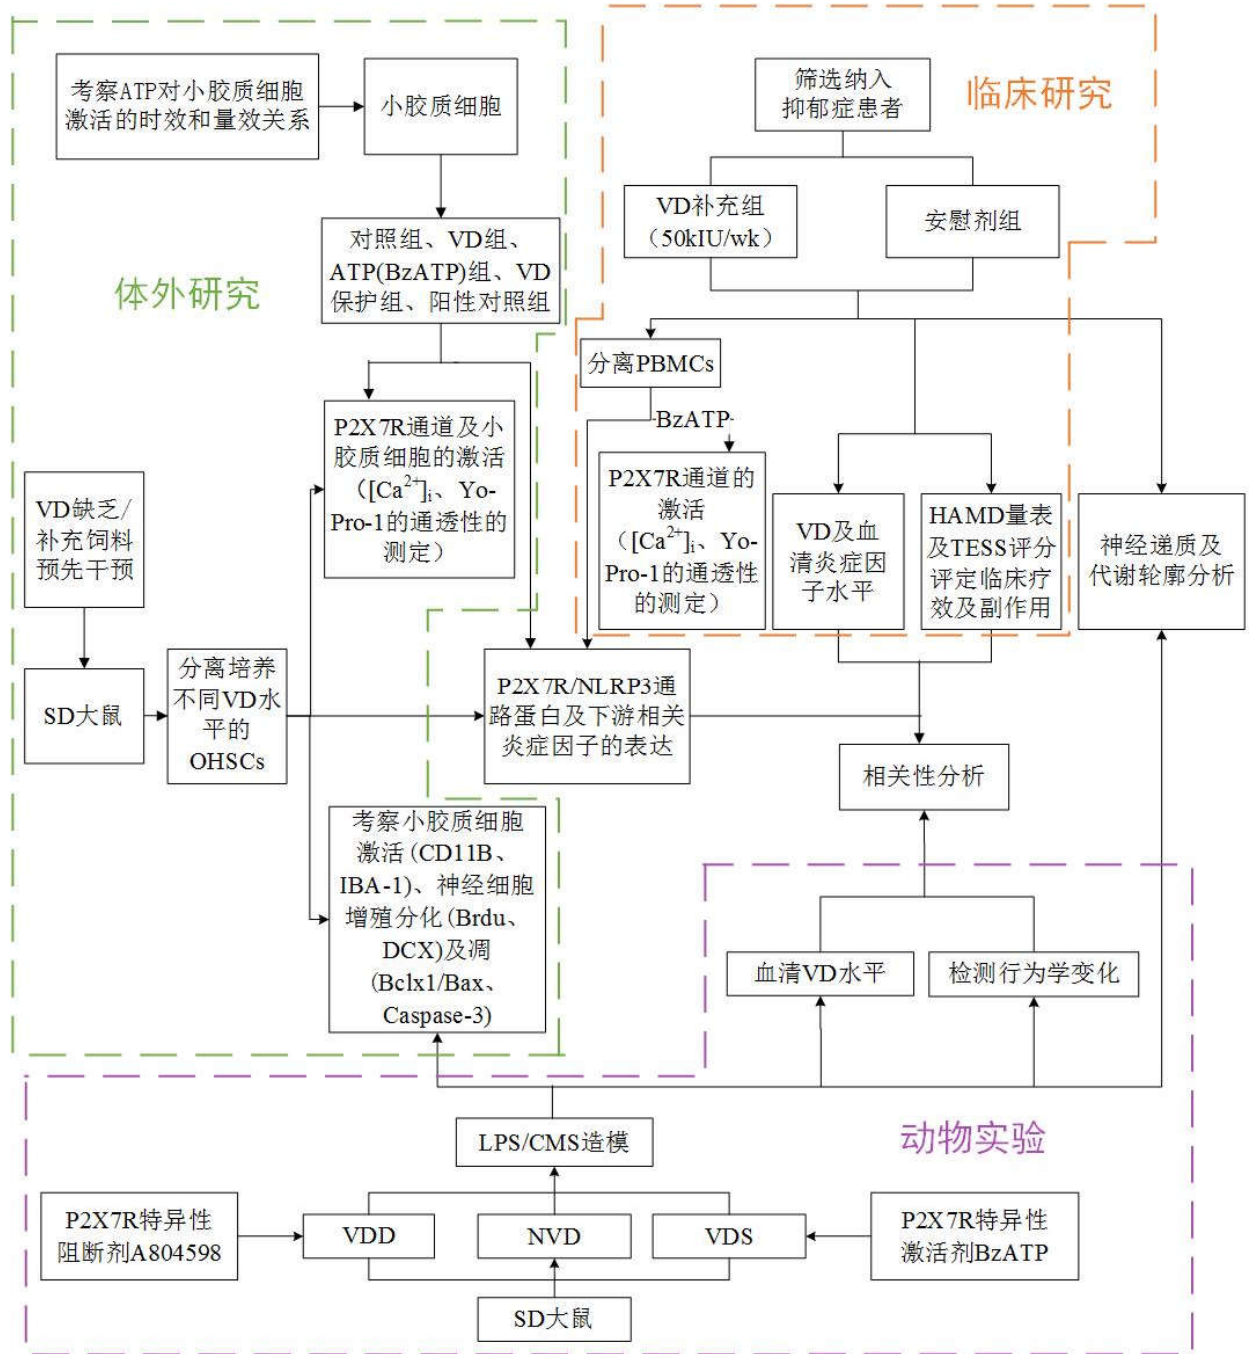 考察ATP对小胶质细胞
激活的时效和量效关系
小胶质细胞
筛选纳入
抑郁症患者
临床研究
VD补充组
（50kIU/wk）
安慰剂组
对照组、VD组、
ATP(BzATP)组、VD
保护组、阳性对照组
体外研究
分离PBMCs
BzATP
P2X7R通道及小
胶质细胞的激活
（[Ca²⁺]ᵢ、Yo-
Pro-1的通透性的
测定）
P2X7R通道的
激活
（[Ca²⁺]ᵢ、Yo-
Pro-1的通透性
的测定）
VD及血
清炎症因
子水平
HAMD量表
及TESS评分
评定临床疗
效及副作用
神经递质及
代谢轮廓分析
VD缺乏/
补充饲料
预先干预
SD大鼠
分离培养
不同VD水
平的
OHSCs
P2X7R/NLRP3通
路蛋白及下游相关
炎症因子的表达
相关性分析
考察小胶质细胞
激活(CD11B、
IBA-1)、神经细胞
增殖分化(Brdu、
DCX)及凋
(Bclx1/Bax、
Caspase-3)
血清VD水平
检测行为学变化
动物实验
LPS/CMS造模
P2X7R特异性
阻断剂A804598
VDD
NVD
VDS
P2X7R特异性
激活剂BzATP
SD大鼠